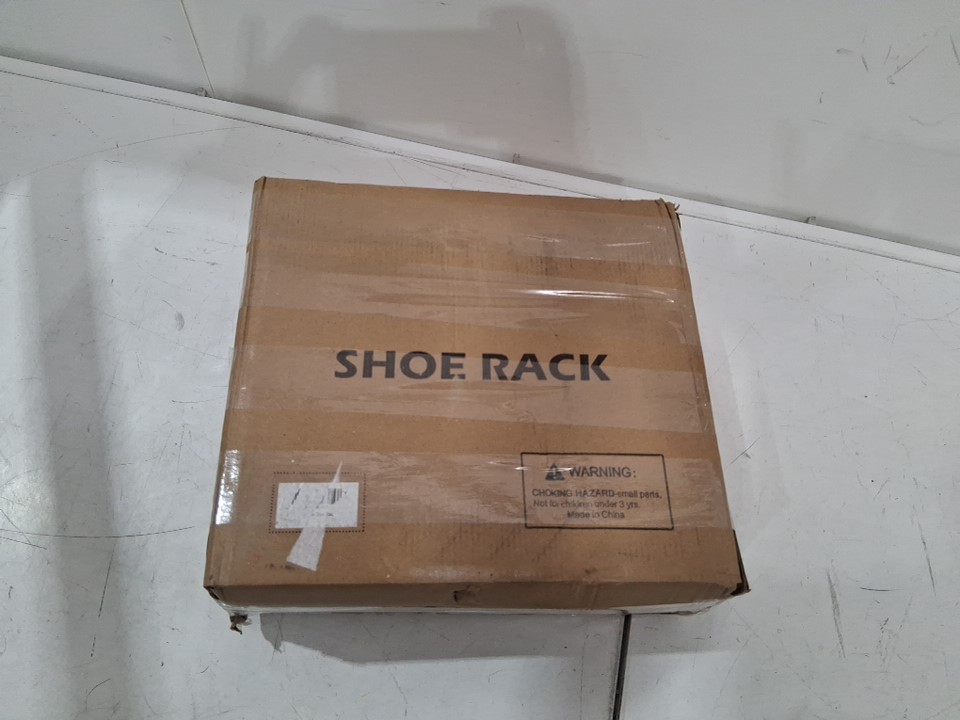 SHOE RACK
WARNING:
CHOKING HAZARD-small parts,
Not for children under 3 yrs.
Made in China